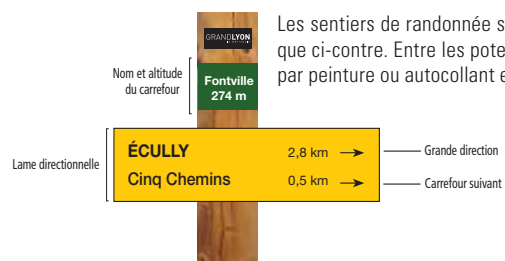 GRANDLYON
Les sentiers de randonnée s
que ci-contre. Entre les pote
par peinture ou autocollant e
Nom et altitude
du carrefour
Fontville
274 m
Lame directionnelle
ÉCULLY 2,8 km → Grande direction
Cinq Chemins 0,5 km → Carrefour suivant